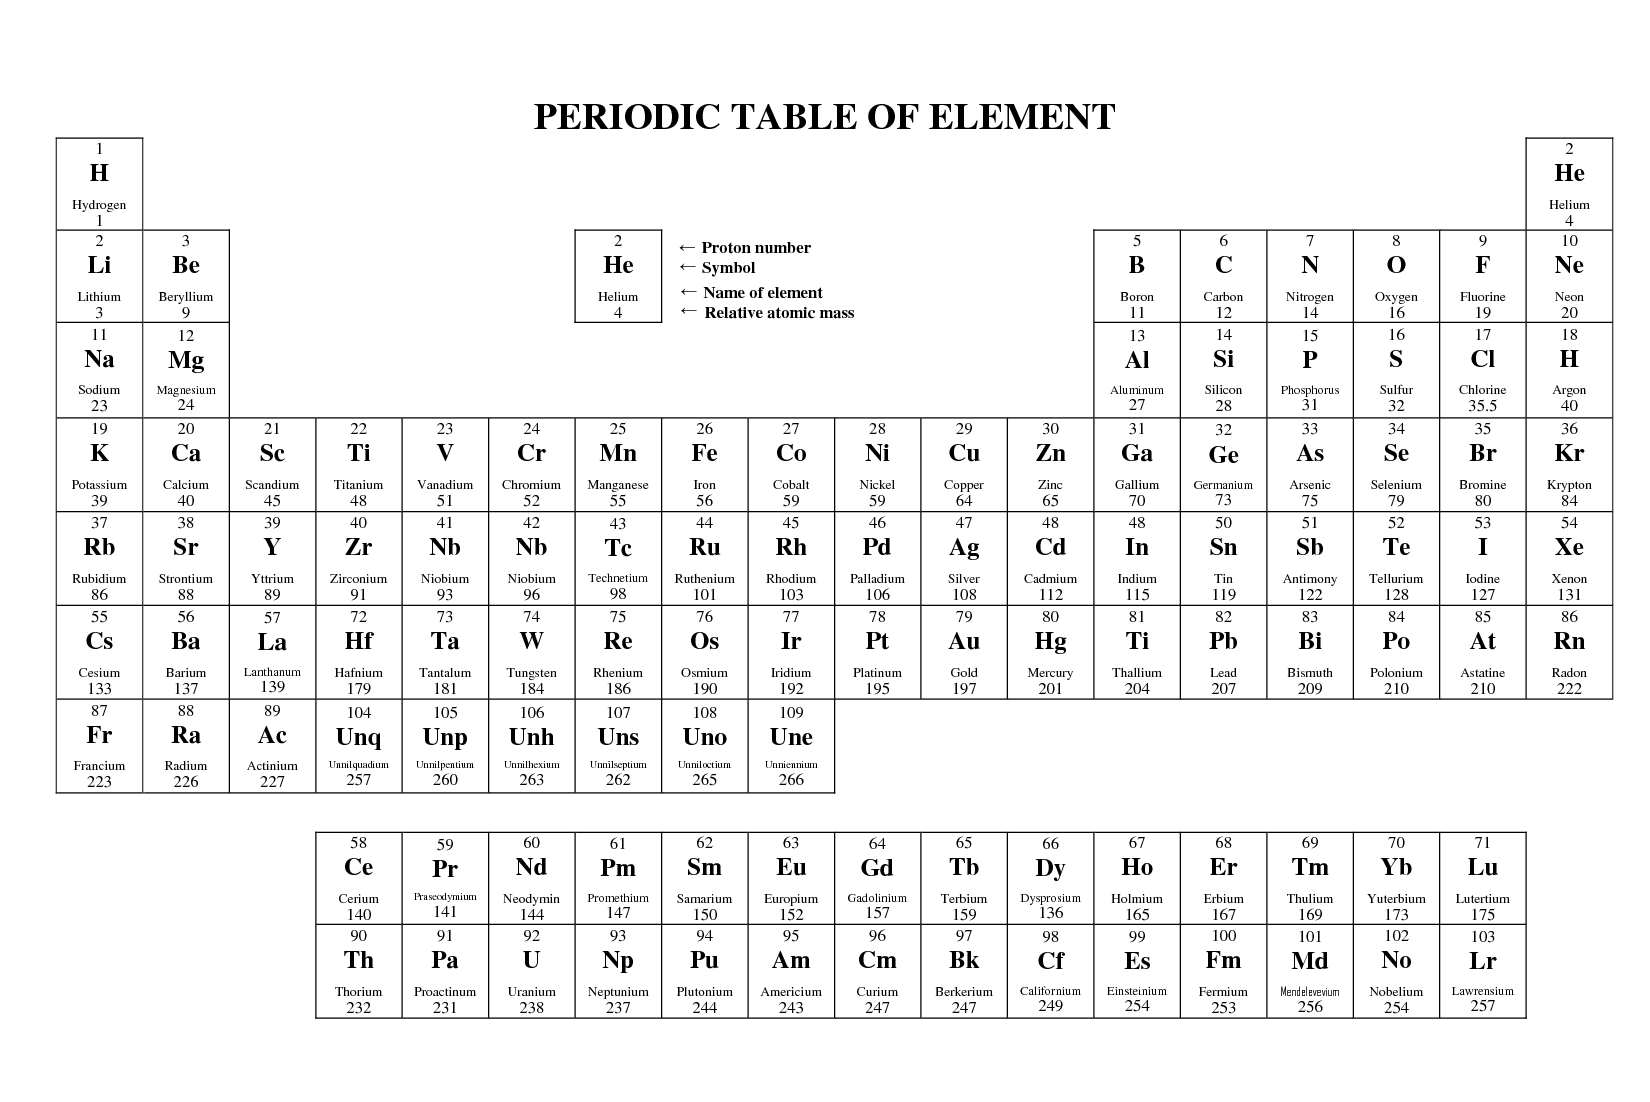 PERIODIC TABLE OF ELEMENT
1 2
H He
Hydrogen Helium
1 4
2 3 2 ← Proton number 5 6 7 8 9 10
Li Be He ← Symbol B C N O F Ne
Lithium Beryllium Helium ← Name of element Boron Carbon Nitrogen Oxygen Fluorine Neon
3 9 4 ← Relative atomic mass 11 12 14 16 19 20
11 12 13 14 15 16 17 18
Na Mg Al Si P S Cl H
Sodium Magnesium Aluminum Silicon Phosphorus Sulfur Chlorine Argon
23 24 27 28 31 32 35.5 40
19 20 21 22 23 24 25 26 27 28 29 30 31 32 33 34 35 36
K Ca Sc Ti V Cr Mn Fe Co Ni Cu Zn Ga Ge As Se Br Kr
Potassium Calcium Scandium Titanium Vanadium Chromium Manganese Iron Cobalt Nickel Copper Zinc Gallium Germanium Arsenic Selenium Bromine Krypton
39 40 45 48 51 52 55 56 59 59 64 65 70 73 75 79 80 84
37 38 39 40 41 42 43 44 45 46 47 48 48 50 51 52 53 54
Rb Sr Y Zr Nb Nb Tc Ru Rh Pd Ag Cd In Sn Sb Te I Xe
Rubidium Strontium Yttrium Zirconium Niobium Niobium Technetium Ruthenium Rhodium Palladium Silver Cadmium Indium Tin Antimony Tellurium Iodine Xenon
86 88 89 91 93 96 98 101 103 106 108 112 115 119 122 128 127 131
55 56 57 72 73 74 75 76 77 78 79 80 81 82 83 84 85 86
Cs Ba La Hf Ta W Re Os Ir Pt Au Hg Ti Pb Bi Po At Rn
Cesium Barium Lanthanum Hafnium Tantalum Tungsten Rhenium Osmium Iridium Platinum Gold Mercury Thallium Lead Bismuth Polonium Astatine Radon
133 137 139 179 181 184 186 190 192 195 197 201 204 207 209 210 210 222
87 88 89 104 105 106 107 108 109
Fr Ra Ac Unq Unp Unh Uns Uno Une
Francium Radium Actinium Unnilquadium Unnilpentium Unnilhexium Unnilseptium Unniloctium Unniennium
223 226 227 257 260 263 262 265 266
58 59 60 61 62 63 64 65 66 67 68 69 70 71
Ce Pr Nd Pm Sm Eu Gd Tb Dy Ho Er Tm Yb Lu
Cerium Praseodymium Neodymin Promethium Samarium Europium Gadolinium Terbium Dysprosium Holmium Erbium Thulium Yuterbium Lutertium
140 141 144 147 150 152 157 159 136 165 167 169 173 175
90 91 92 93 94 95 96 97 98 99 100 101 102 103
Th Pa U Np Pu Am Cm Bk Cf Es Fm Md No Lr
Thorium Proactinum Uranium Neptunium Plutonium Americium Curium Berkerium Californium Einsteinium Fermium Mendelevevium Nobelium Lawrensium
232 231 238 237 244 243 247 247 249 254 253 256 254 257